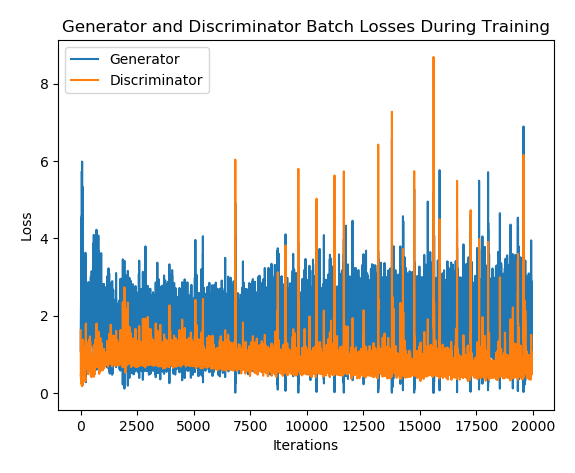 Generator and Discriminator Batch Losses During Training
Generator
Discriminator
8
6
4
2
0
Loss
0 2500 5000 7500 10000 12500 15000 17500 20000
Iterations